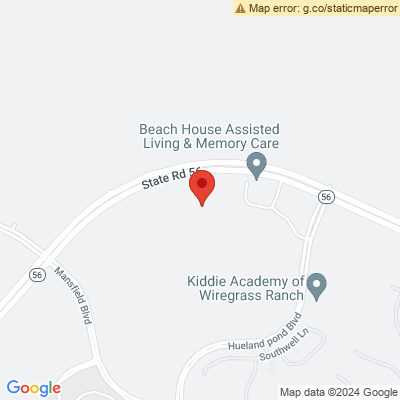 Map error: g.co/staticmaperror
Beach House Assisted
Living & Memory Care
State Rd 56
56
56
Mansfield Blvd
Kiddie Academy of
Wiregrass Ranch
Hueland pond Blvd
Southwell Ln
Google
Map data ©2024 Google